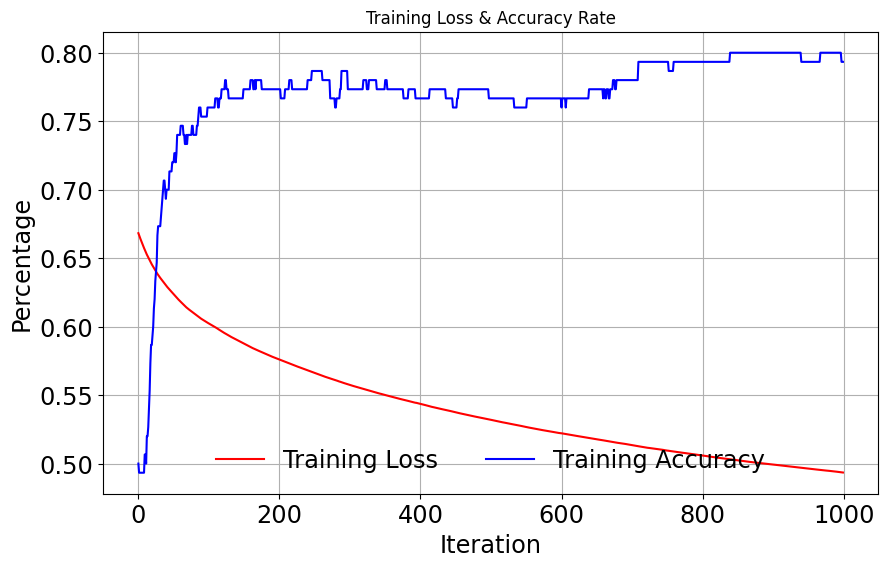 Training Loss & Accuracy Rate
0.80
0.75
0.70
0.65
0.60
0.55
0.50
Percentage
Training Loss Training Accuracy
0 200 400 600 800 1000
Iteration